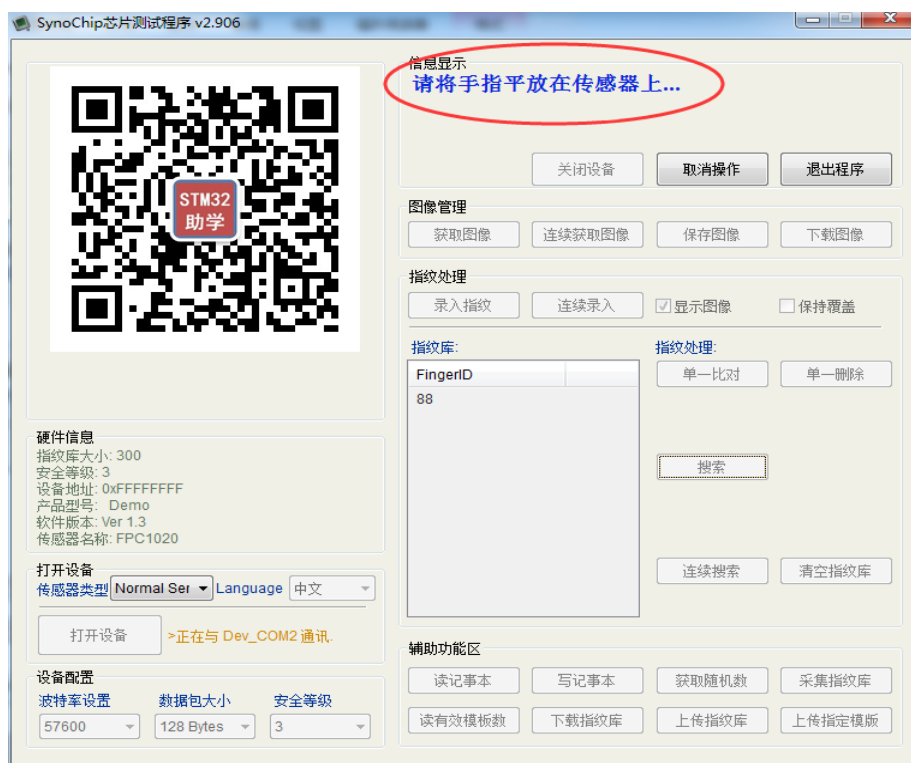 SynoChip芯片测试程序 v2.906
STM32
助学
信息显示
请将手指平放在传感器上...
关闭设备 取消操作 退出程序
图像管理
获取图像 连续获取图像 保存图像 下载图像
指纹处理
录入指纹 连续录入 显示图像 保持覆盖
指纹库: 指纹处理:
FingerID 单一比对 单一删除
88
搜索
连续搜索 清空指纹库
硬件信息
指纹库大小: 300
安全等级: 3
设备地址: 0xFFFFFFFF
产品型号: Demo
软件版本: Ver 1.3
传感器名称: FPC1020
打开设备
传感器类型 Normal Ser Language 中文
打开设备 >正在与 Dev_COM2 通讯.
设备配置
波特率设置 数据包大小 安全等级
57600 128 Bytes 3
辅助功能区
读记事本 写记事本 获取随机数 采集指纹库
读有效模板数 下载指纹库 上传指纹库 上传指定模版